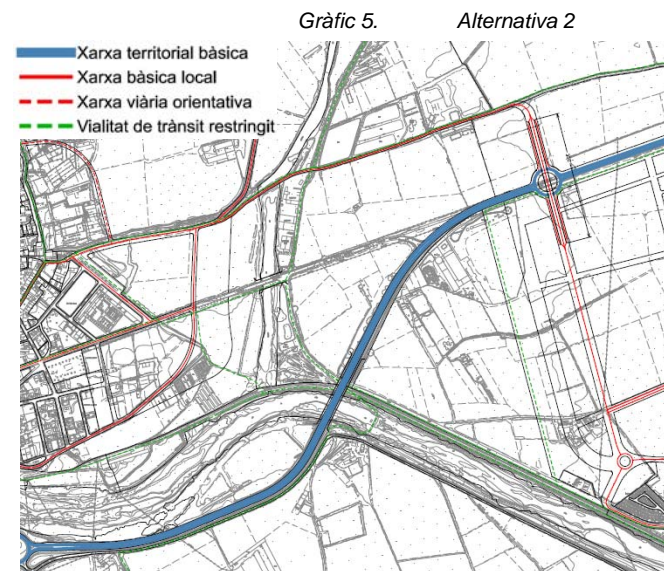 Gràfic 5. Alternativa 2
Xarxa territorial bàsica
Xarxa bàsica local
Xarxa viària orientativa
Vialitat de trànsit restringit